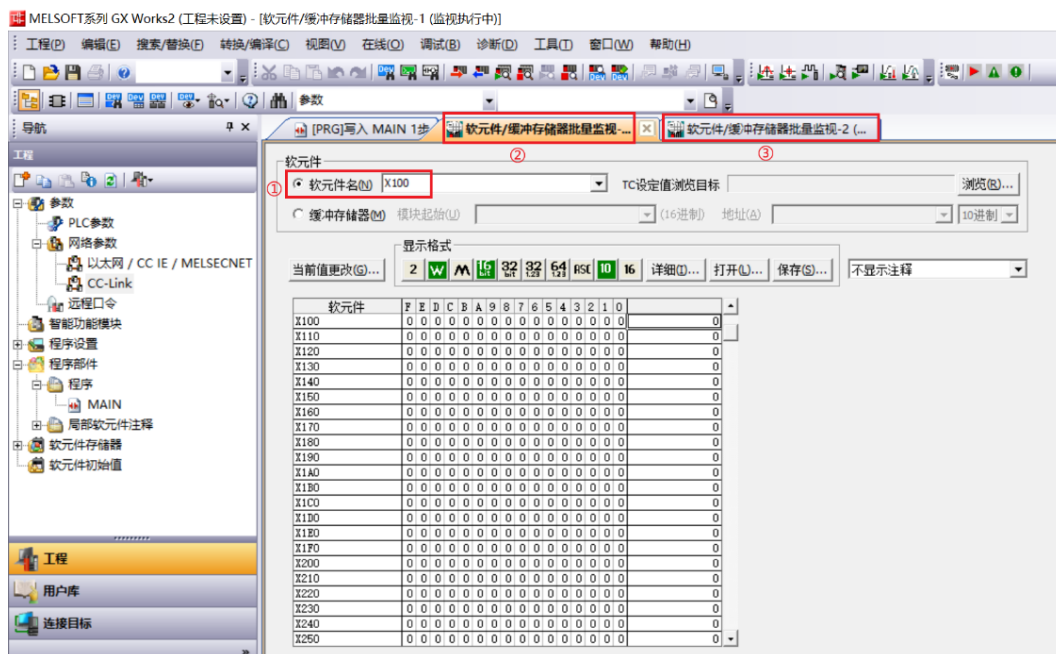 MELSOFT系列 GX Works2 (工程未设置) - [软元件/缓冲存储器批量监视-1 (监视执行中)]
工程(P) 编辑(E) 搜索/替换(F) 转换/编译(C) 视图(V) 在线(O) 调试(B) 诊断(D) 工具(T) 窗口(W) 帮助(H)
参数
导航
[PRG]写入 MAIN 1步
软元件/缓冲存储器批量监视-...
软元件/缓冲存储器批量监视-2 (...
②
③
工程
参数
PLC参数
网络参数
以太网 / CC IE / MELSECNET
CC-Link
远程口令
智能功能模块
程序设置
程序部件
程序
MAIN
局部软元件注释
软元件存储器
软元件初始值
工程
用户库
连接目标
软元件
①
软元件名(N) X100 TC设定值浏览目标 浏览(R)...
缓冲存储器(M) 模块起始(U) (16进制) 地址(A) 10进制
显示格式
当前值更改(G)... 2 W M 16 bit 32 bit 32 1.23 64 1.23 ASC 10 16 详细(I)... 打开(L)... 保存(S)... 不显示注释
软元件 F E D C B A 9 8 7 6 5 4 3 2 1 0
X100 0 0 0 0 0 0 0 0 0 0 0 0 0 0 0 0 0
X110 0 0 0 0 0 0 0 0 0 0 0 0 0 0 0 0 0
X120 0 0 0 0 0 0 0 0 0 0 0 0 0 0 0 0 0
X130 0 0 0 0 0 0 0 0 0 0 0 0 0 0 0 0 0
X140 0 0 0 0 0 0 0 0 0 0 0 0 0 0 0 0 0
X150 0 0 0 0 0 0 0 0 0 0 0 0 0 0 0 0 0
X160 0 0 0 0 0 0 0 0 0 0 0 0 0 0 0 0 0
X170 0 0 0 0 0 0 0 0 0 0 0 0 0 0 0 0 0
X180 0 0 0 0 0 0 0 0 0 0 0 0 0 0 0 0 0
X190 0 0 0 0 0 0 0 0 0 0 0 0 0 0 0 0 0
X1A0 0 0 0 0 0 0 0 0 0 0 0 0 0 0 0 0 0
X1B0 0 0 0 0 0 0 0 0 0 0 0 0 0 0 0 0 0
X1C0 0 0 0 0 0 0 0 0 0 0 0 0 0 0 0 0 0
X1D0 0 0 0 0 0 0 0 0 0 0 0 0 0 0 0 0 0
X1E0 0 0 0 0 0 0 0 0 0 0 0 0 0 0 0 0 0
X1F0 0 0 0 0 0 0 0 0 0 0 0 0 0 0 0 0 0
X200 0 0 0 0 0 0 0 0 0 0 0 0 0 0 0 0 0
X210 0 0 0 0 0 0 0 0 0 0 0 0 0 0 0 0 0
X220 0 0 0 0 0 0 0 0 0 0 0 0 0 0 0 0 0
X230 0 0 0 0 0 0 0 0 0 0 0 0 0 0 0 0 0
X240 0 0 0 0 0 0 0 0 0 0 0 0 0 0 0 0 0
X250 0 0 0 0 0 0 0 0 0 0 0 0 0 0 0 0 0